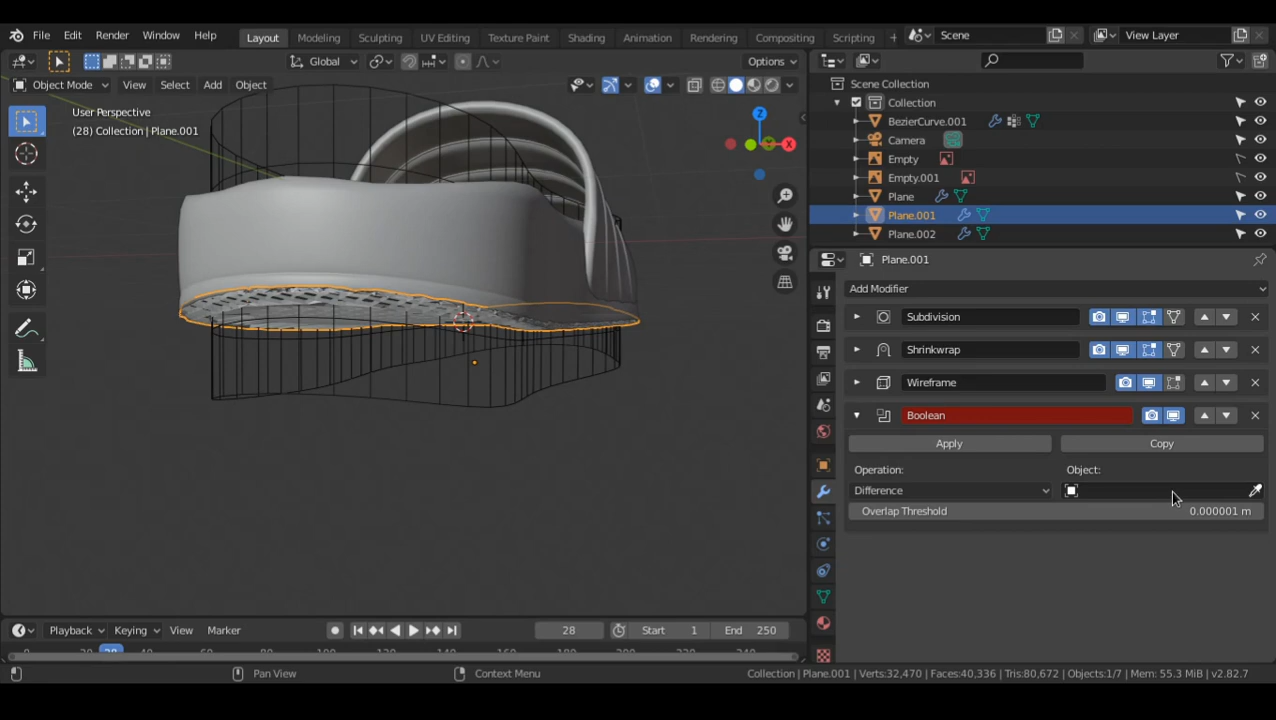 File Edit Render Window Help Layout Modeling Sculpting UV Editing Texture Paint Shading Animation Rendering Compositing Scripting + Scene View Layer
Global Options
Object Mode View Select Add Object
User Perspective
(28) Collection | Plane.001
Z
X
Scene Collection
Collection
BezierCurve.001
Camera
Empty
Empty.001
Plane
Plane.001
Plane.002
Plane.001
Add Modifier
Subdivision
Shrinkwrap
Wireframe
Boolean
Apply Copy
Operation: Object:
Difference
Overlap Threshold 0.000001 m
Playback Keying View Marker 28 Start 1 End 250
Pan View Context Menu Collection | Plane.001 | Verts:32,470 | Faces:40,336 | Tris:80,672 | Objects:1/7 | Mem: 55.3 MiB | v2.82.7